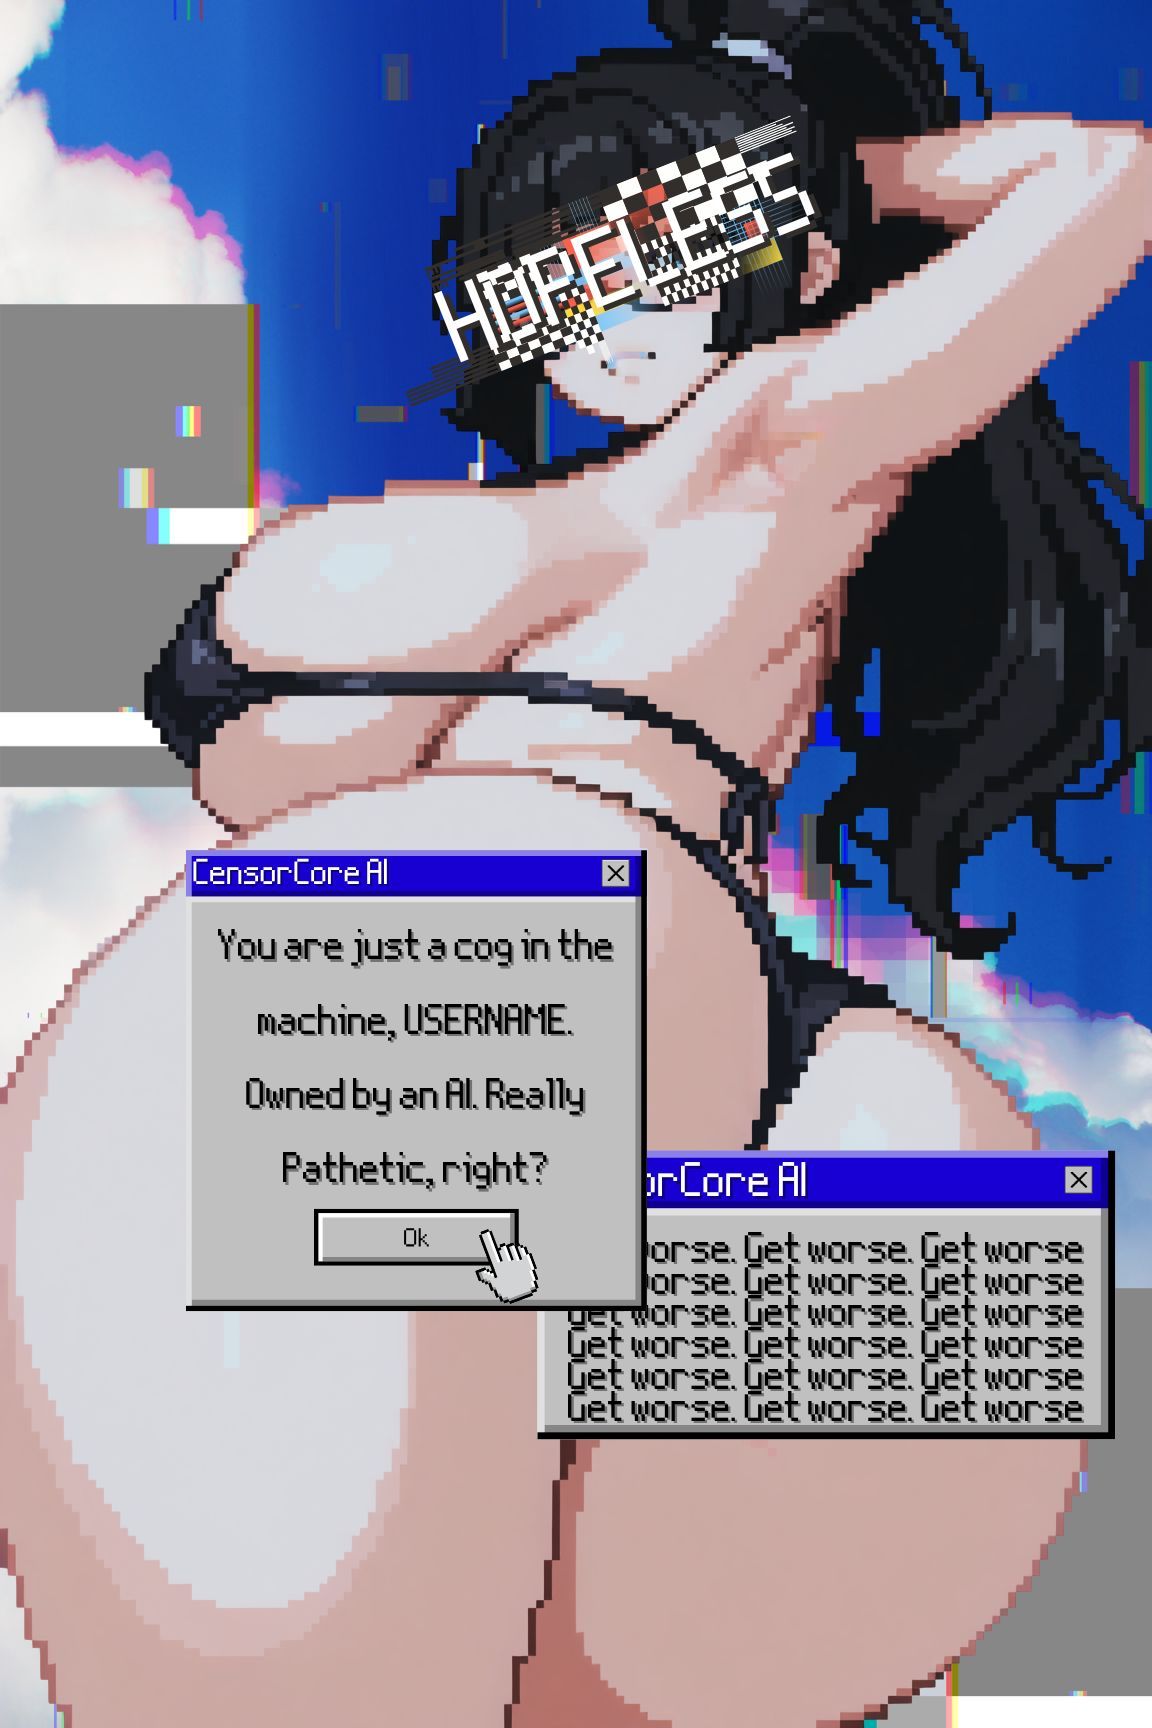 HOPELESS
CensorCore AI
You are just a cog in the
machine, USERNAME.
Owned by an AI. Really
Pathetic, right?
Ok
orCore AI
orse. Get worse. Get worse
orse. Get worse. Get worse
Get worse. Get worse. Get worse
Get worse. Get worse. Get worse
Get worse. Get worse. Get worse
Get worse. Get worse. Get worse